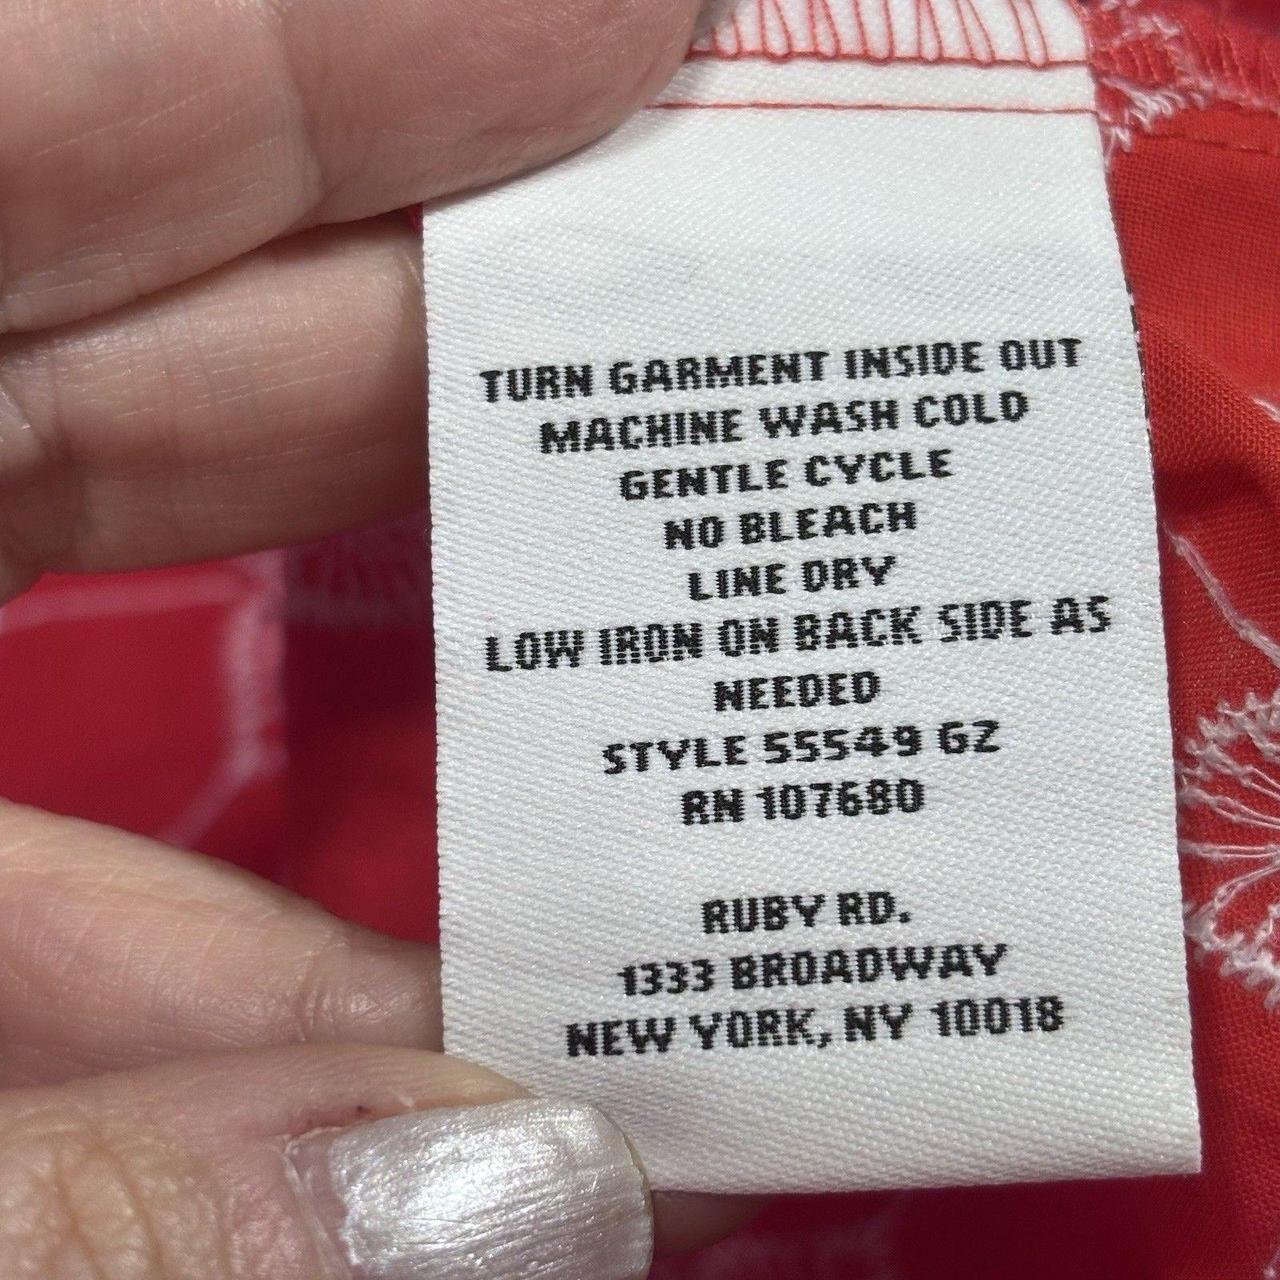 TURN GARMENT INSIDE OUT
MACHINE WASH COLD
GENTLE CYCLE
NO BLEACH
LINE DRY
LOW IRON ON BACK SIDE AS
NEEDED
STYLE 55549 GZ
RN 107680
RUBY RD.
1333 BROADWAY
NEW YORK, NY 10018